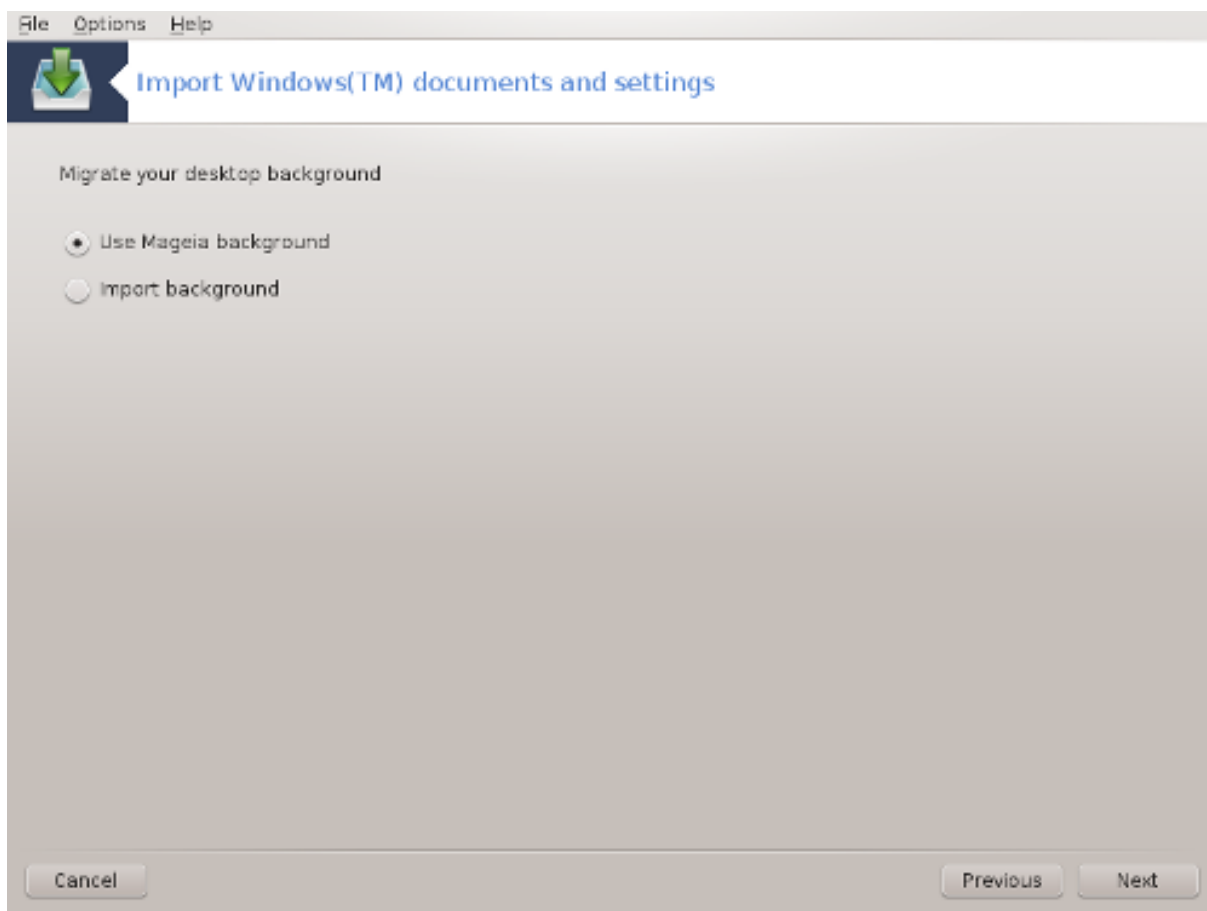 File Options Help
Import Windows(TM) documents and settings
Migrate your desktop background
Use Mageia background
Import background
Cancel Previous Next